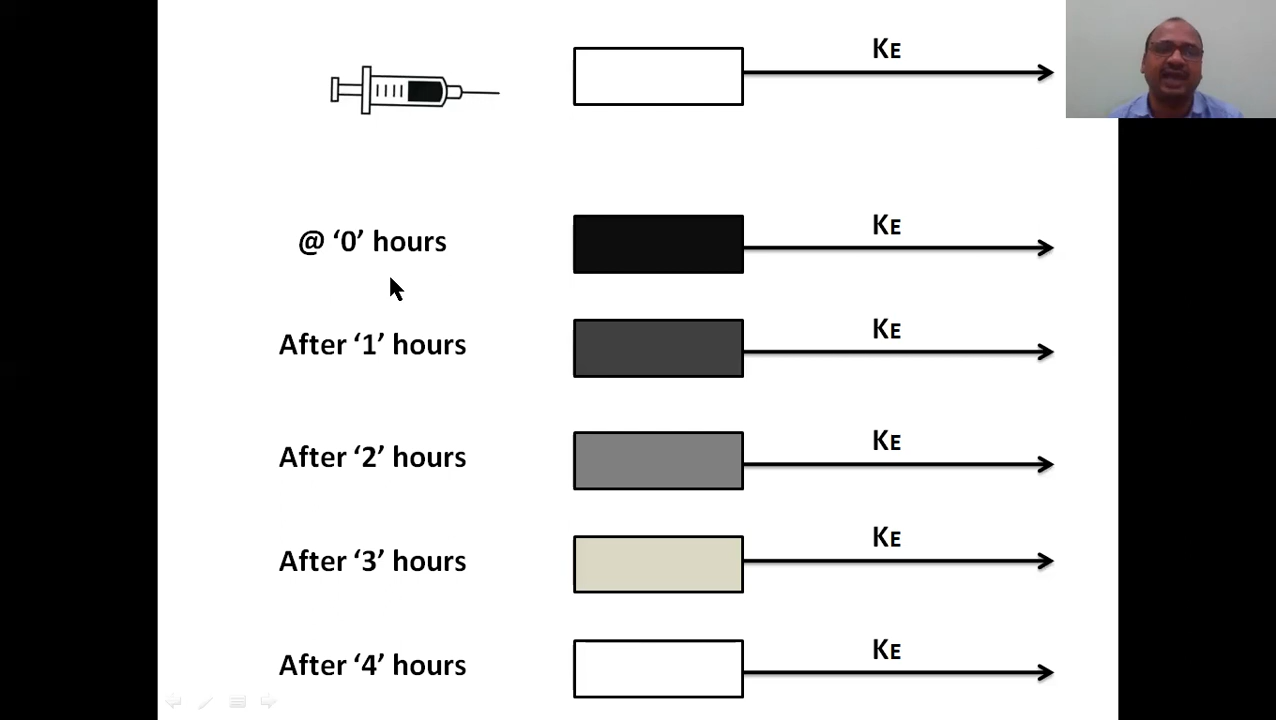 KE
@ ‘0’ hours
KE
After ‘1’ hours
KE
After ‘2’ hours
KE
After ‘3’ hours
KE
After ‘4’ hours
KE